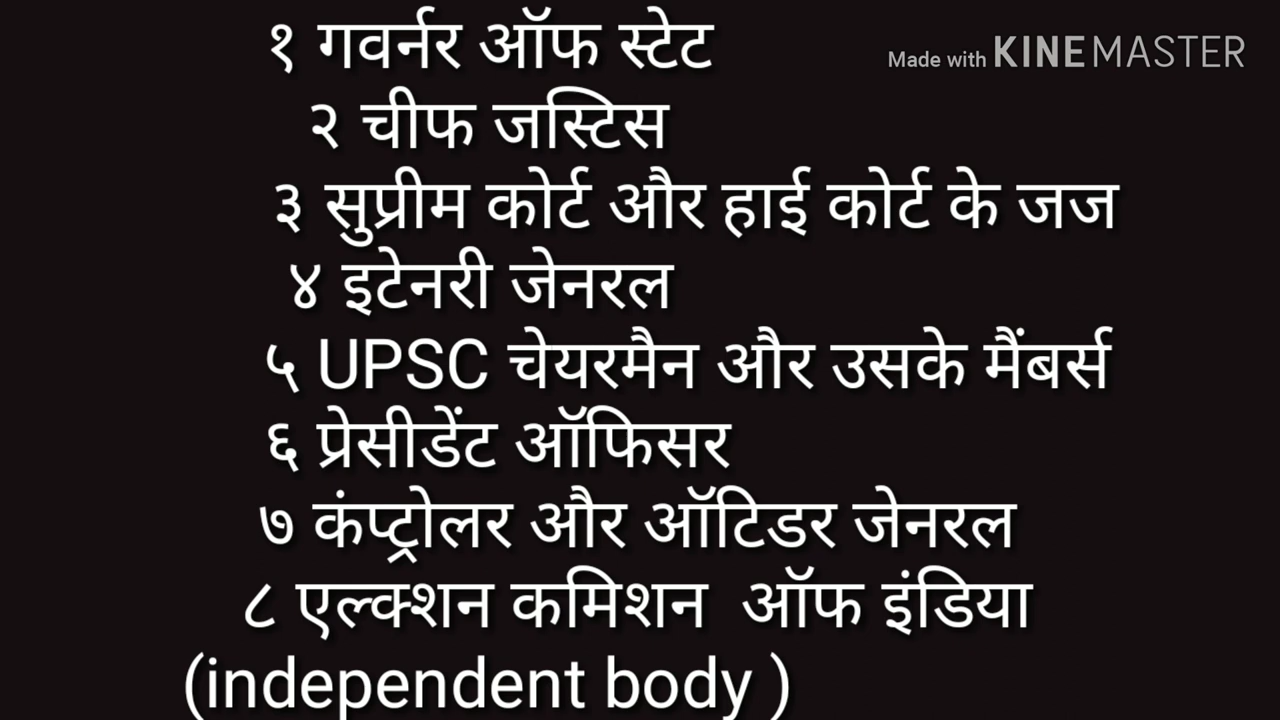 १ गवर्नर ऑफ स्टेट
Made with KINEMASTER
२ चीफ जस्टिस
३ सुप्रीम कोर्ट और हाई कोर्ट के जज
४ इटेनरी जेनरल
५ UPSC चेयरमैन और उसके मैंबर्स
६ प्रेसीडेंट ऑफिसर
७ कंप्ट्रोलर और ऑटिडर जेनरल
८ एल्क्शन कमिशन ऑफ इंडिया
(independent body )